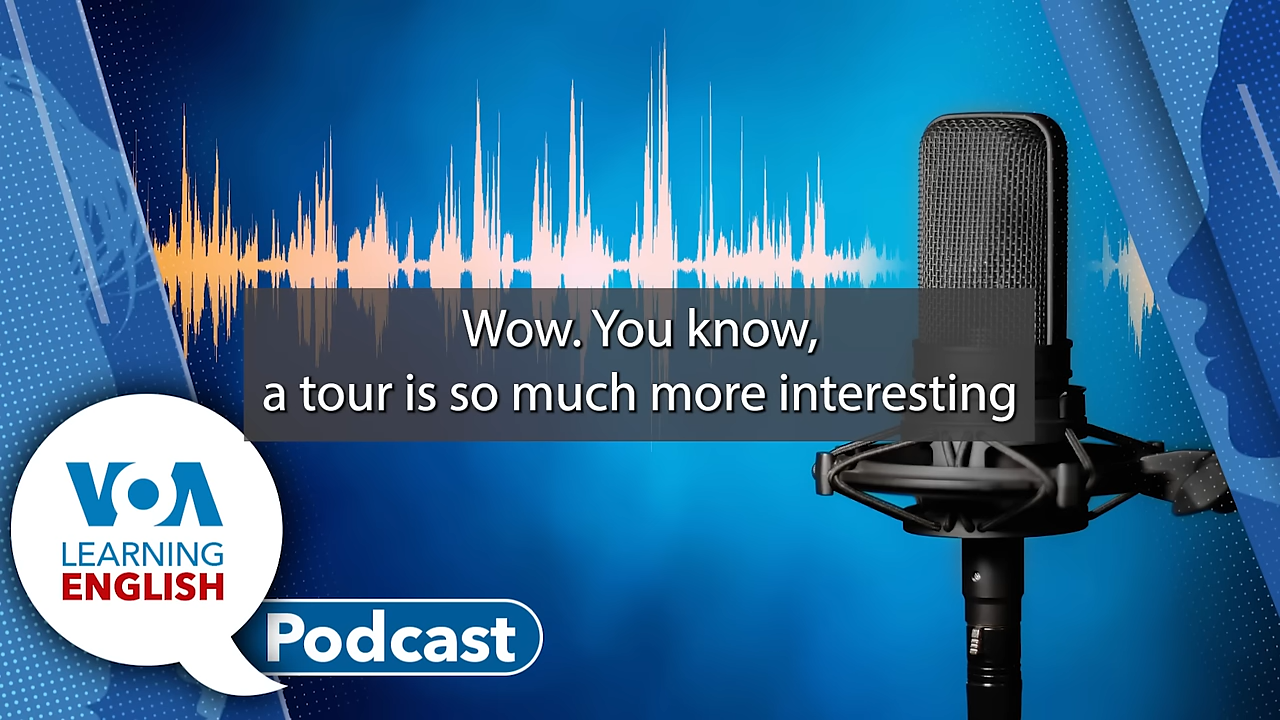 Wow. You know,
a tour is so much more interesting
VOA
LEARNING
ENGLISH
Podcast